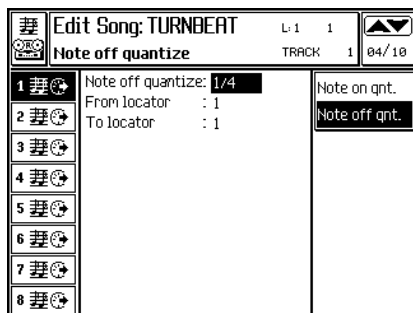 Edit Song: TURNBEAT L:1 1
Note off quantize TRACK 1 04/10
1 Note off quantize: 1/4 Note on qnt.
From locator : 1 Note off qnt.
2 To locator : 1
3
4
5
6
7
8